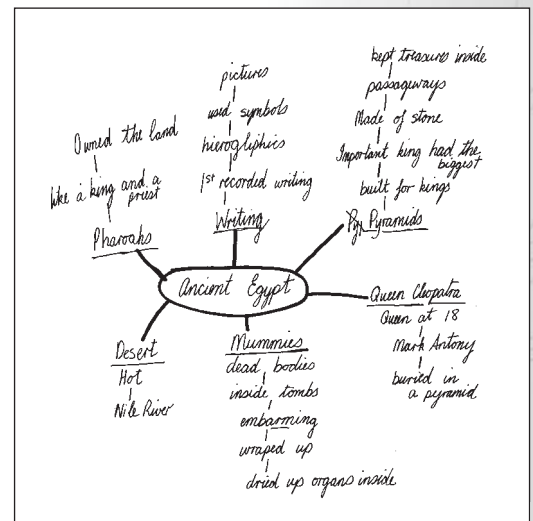 Owned the land
like a king and a
priest
Pharoahs
pictures
used symbols
hierogliphics
1st recorded writing
Writing
kept treasures inside
passageways
Made of stone
Important king had the
biggest
built for kings
Pyramids
Ancient Egypt
Queen Cleopatra
Queen at 18
Mark Antony
buried in
a pyramid
Desert
Hot
Nile River
Mummies
dead bodies
inside tombs
embarming
wraped up
dried up organs inside